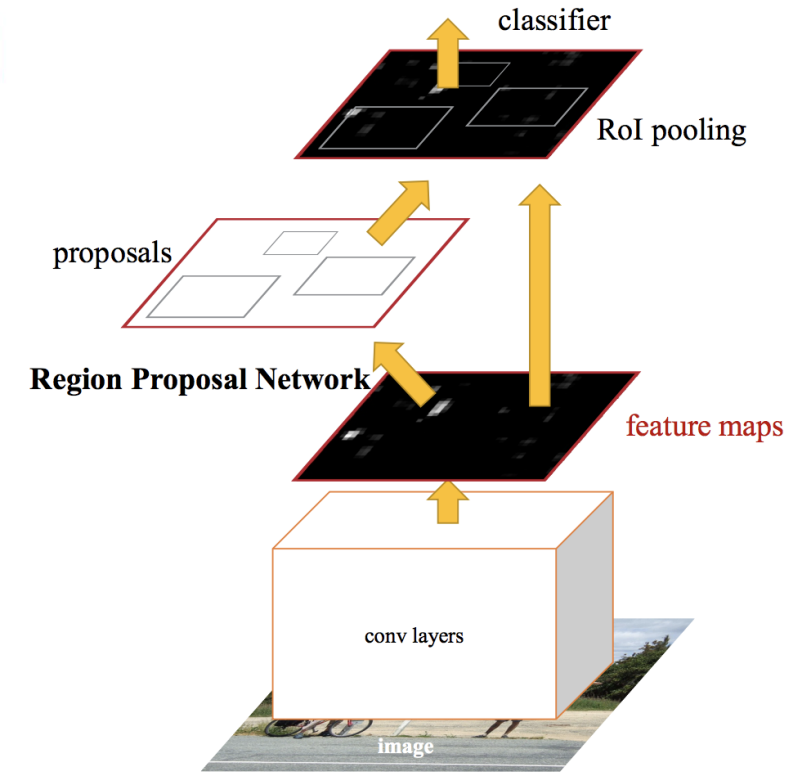 classifier
RoI pooling
proposals
Region Proposal Network
feature maps
conv layers
image